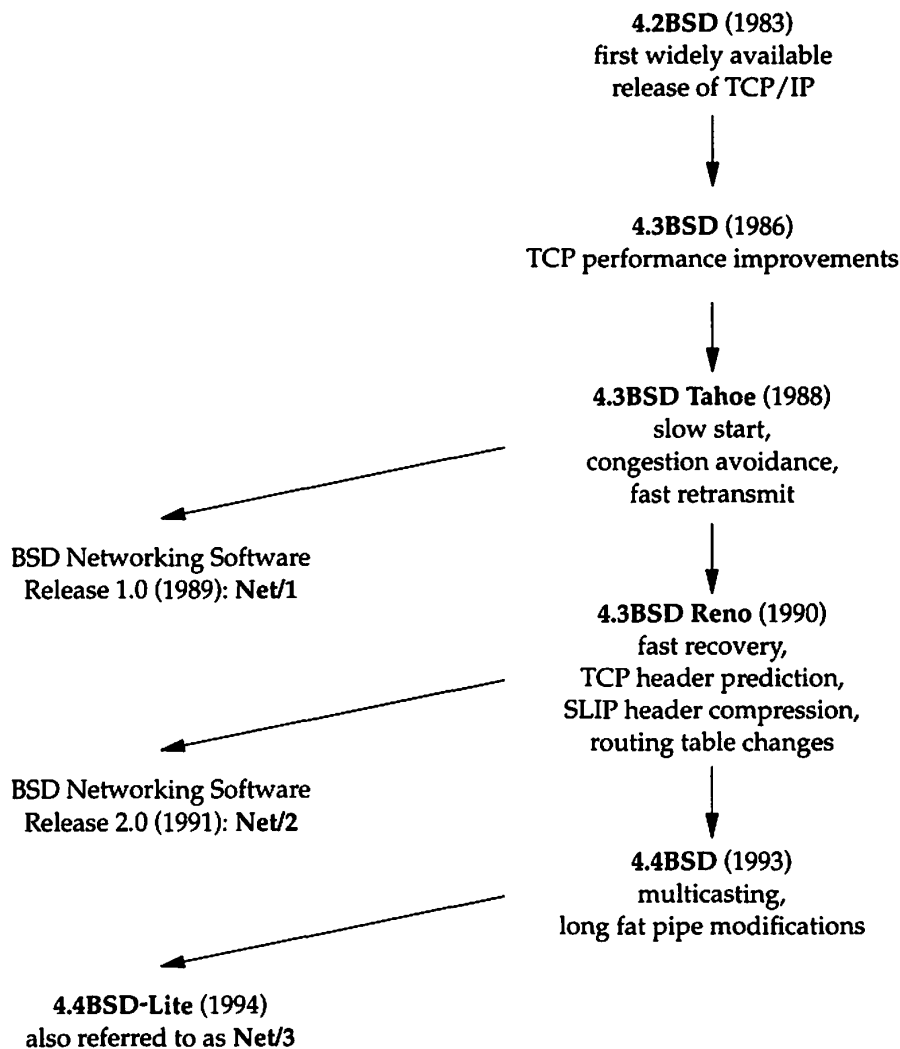 4.2BSD (1983)
first widely available
release of TCP/IP
4.3BSD (1986)
TCP performance improvements
4.3BSD Tahoe (1988)
slow start,
congestion avoidance,
fast retransmit
BSD Networking Software
Release 1.0 (1989): Net/1
4.3BSD Reno (1990)
fast recovery,
TCP header prediction,
SLIP header compression,
routing table changes
BSD Networking Software
Release 2.0 (1991): Net/2
4.4BSD (1993)
multicasting,
long fat pipe modifications
4.4BSD-Lite (1994)
also referred to as Net/3